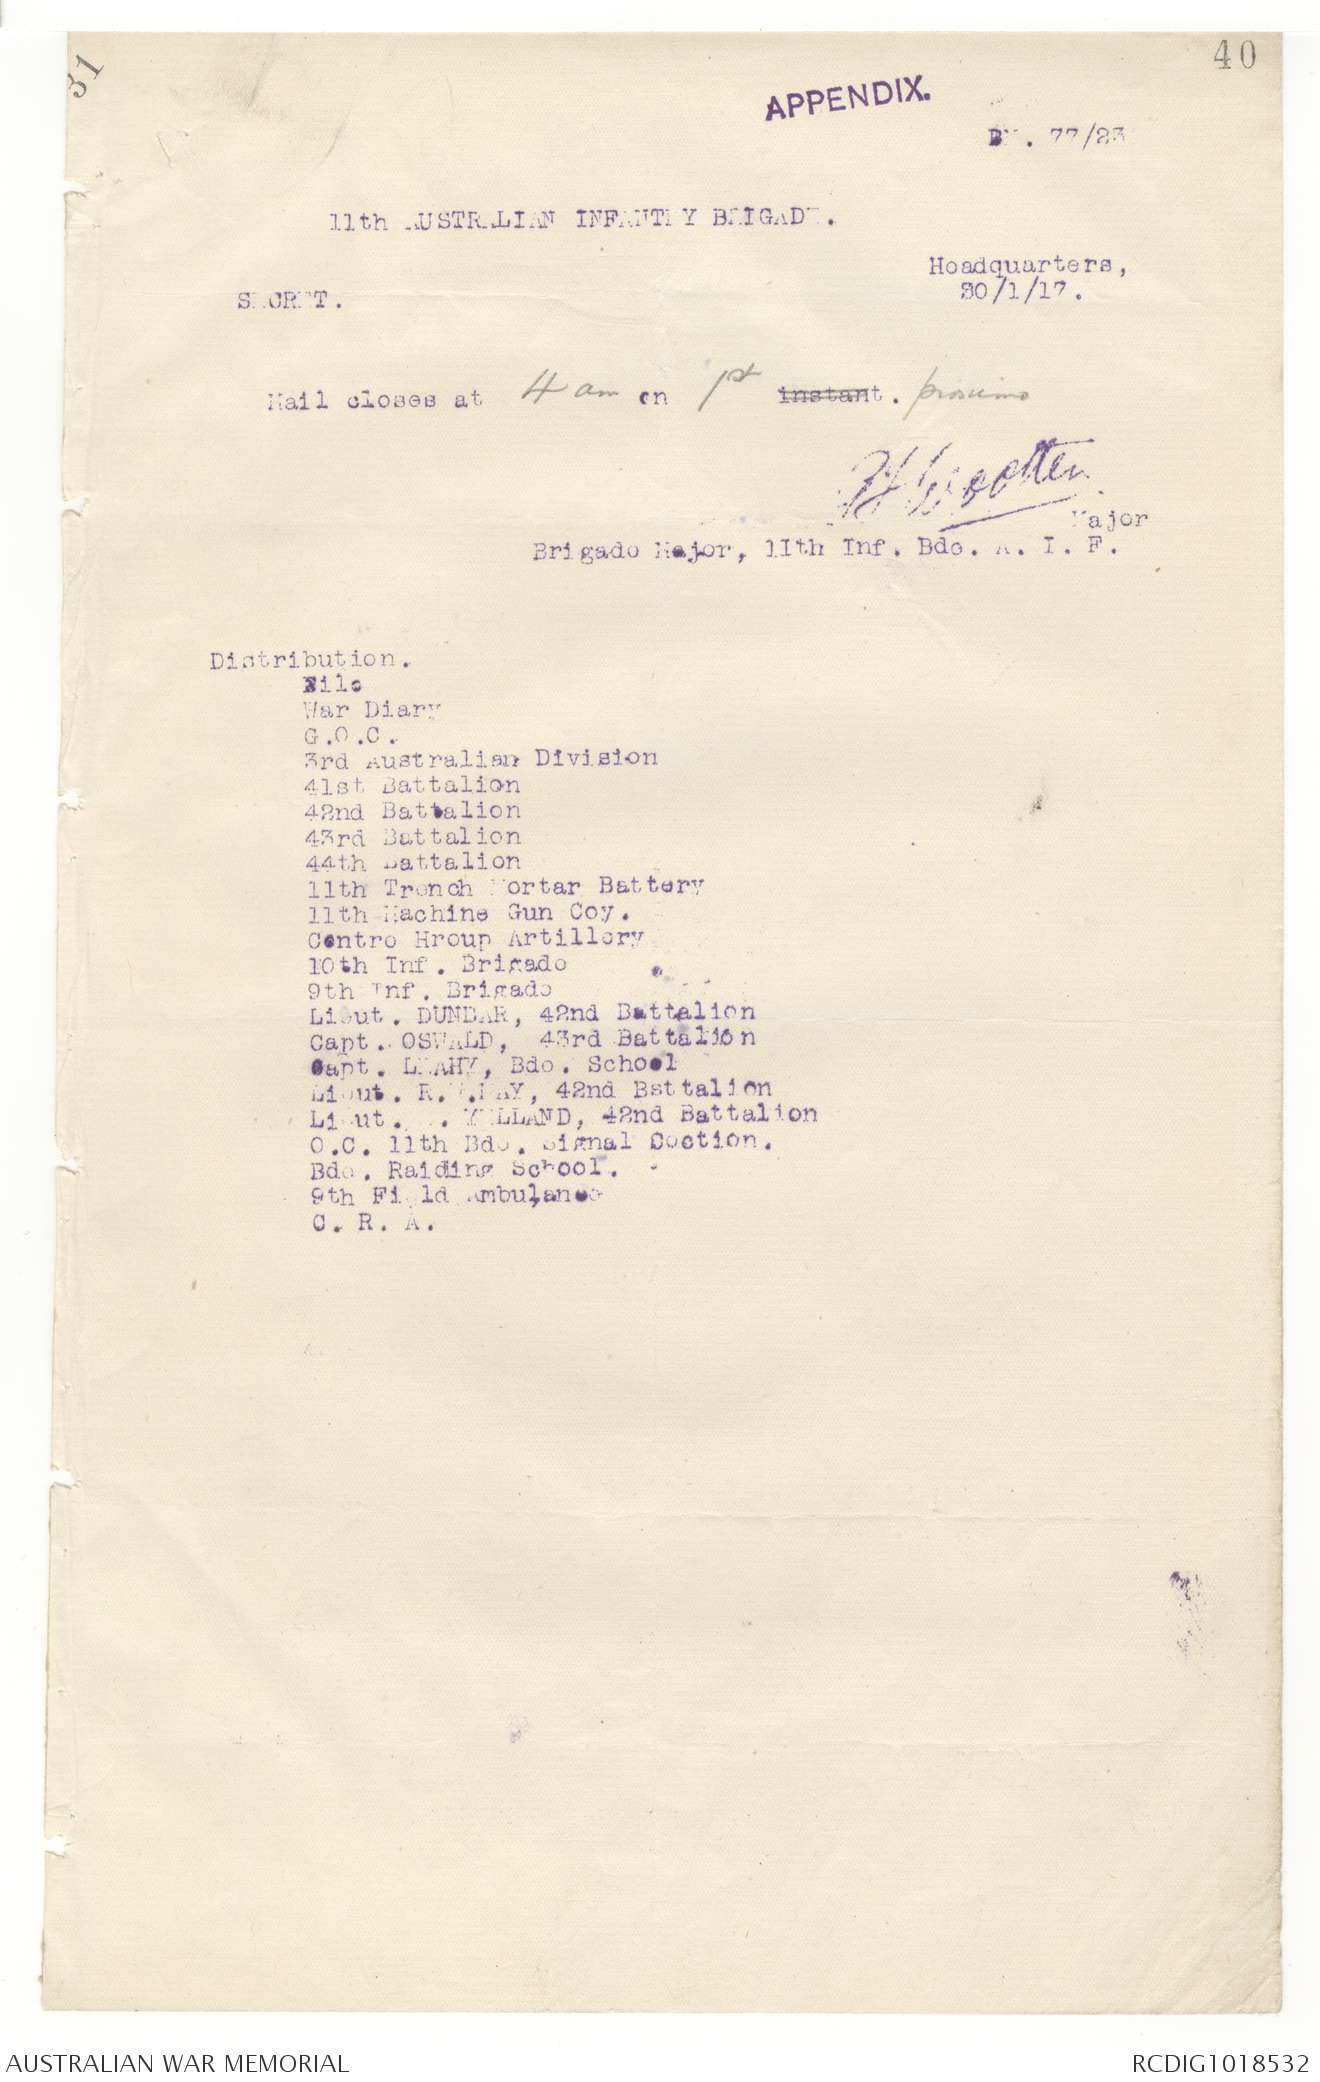 31
40
APPENDIX.
BM. 77/23
11th AUSTRALIAN INFANTRY BRIGADE.
Headquarters,
30/1/17.
SECRET.
Mail closes at 4 am on 1st instant. proximo
Wootten
Major
Brigade Major, 11th Inf. Bde. A. I. F.
Distribution.
File
War Diary
G.O.C.
3rd Australian Division
41st Battalion
42nd Battalion
43rd Battalion
44th Battalion
11th Trench Mortar Battery
11th Machine Gun Coy.
Centre Hroup Artillery
10th Inf. Brigade
9th Inf. Brigade
Lieut. DUNBAR, 42nd Battalion
Capt. OSWALD, 43rd Battalion
Capt. LEAHY, Bde. School
Lieut. 42nd Bsttalion
Lieut. 42nd Battalion
O.C. 11th Bde. Signal Section.
Bde. Raiding School.
9th Field Ambulance
C. R. A.
AUSTRALIAN WAR MEMORIAL
RCDIG1018532